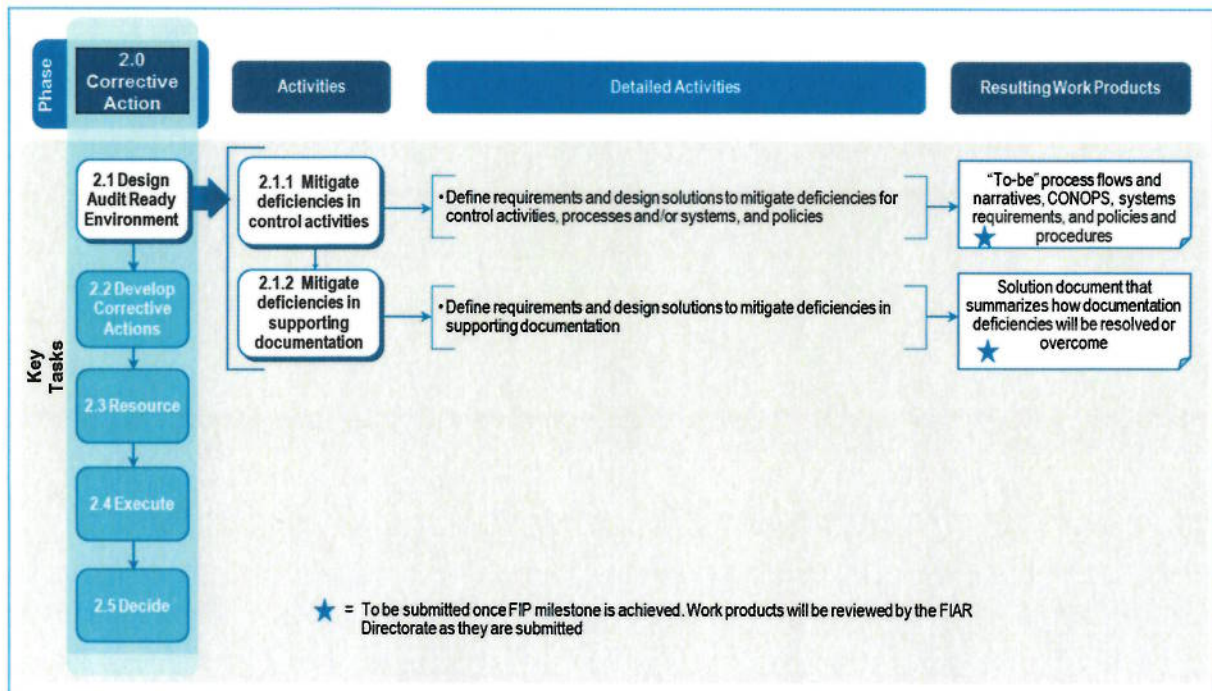 Phase
2.0
Corrective
Action
Activities
Detailed Activities
Resulting Work Products
Key
Tasks
2.1 Design
Audit Ready
Environment
2.1.1 Mitigate
deficiencies in
control activities
• Define requirements and design solutions to mitigate deficiencies for
control activities, processes and/or systems, and policies
"To-be" process flows and
narratives, CONOPS, systems
requirements, and policies and
procedures
2.2 Develop
Corrective
Actions
2.1.2 Mitigate
deficiencies in
supporting
documentation
• Define requirements and design solutions to mitigate deficiencies in
supporting documentation
Solution document that
summarizes how documentation
deficiencies will be resolved or
overcome
2.3 Resource
2.4 Execute
2.5 Decide
= To be submitted once FIP milestone is achieved. Work products will be reviewed by the FIAR
Directorate as they are submitted